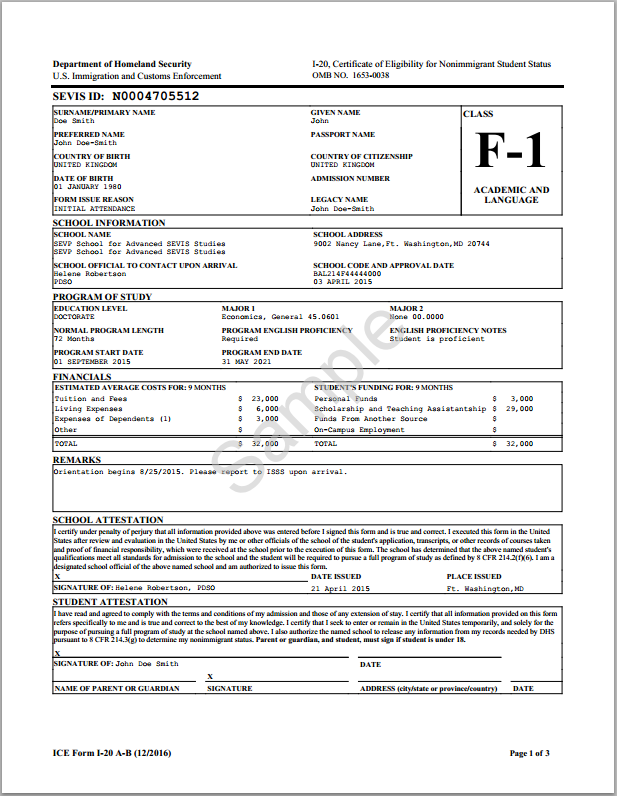 Department of Homeland Security
U.S. Immigration and Customs Enforcement
I-20, Certificate of Eligibility for Nonimmigrant Student Status
OMB NO. 1653-0038
SEVIS ID: N0004705512
SURNAME/PRIMARY NAME
Doe Smith
GIVEN NAME
John
PREFERRED NAME
John Doe-Smith
PASSPORT NAME
COUNTRY OF BIRTH
UNITED KINGDOM
COUNTRY OF CITIZENSHIP
UNITED KINGDOM
DATE OF BIRTH
01 JANUARY 1980
ADMISSION NUMBER
FORM ISSUE REASON
INITIAL ATTENDANCE
LEGACY NAME
John Doe-Smith
CLASS
F-1
ACADEMIC AND
LANGUAGE
SCHOOL INFORMATION
SCHOOL NAME
SEVP School for Advanced SEVIS Studies
SEVP School for Advanced SEVIS Studies
SCHOOL ADDRESS
9002 Nancy Lane,Ft. Washington,MD 20744
SCHOOL OFFICIAL TO CONTACT UPON ARRIVAL
Helene Robertson
PDSO
SCHOOL CODE AND APPROVAL DATE
BAL214F44444000
03 APRIL 2015
PROGRAM OF STUDY
EDUCATION LEVEL
DOCTORATE
MAJOR 1
Economics, General 45.0601
MAJOR 2
None 00.0000
NORMAL PROGRAM LENGTH
72 Months
PROGRAM ENGLISH PROFICIENCY
Required
ENGLISH PROFICIENCY NOTES
Student is proficient
PROGRAM START DATE
01 SEPTEMBER 2015
PROGRAM END DATE
31 MAY 2021
FINANCIALS
ESTIMATED AVERAGE COSTS FOR: 9 MONTHS
Tuition and Fees $ 23,000
Living Expenses $ 6,000
Expenses of Dependents (1) $ 3,000
Other $
TOTAL $ 32,000
STUDENT'S FUNDING FOR: 9 MONTHS
Personal Funds $ 3,000
Scholarship and Teaching Assistantship $ 29,000
Funds From Another Source $
On-Campus Employment $
TOTAL $ 32,000
REMARKS
Orientation begins 8/25/2015. Please report to ISSS upon arrival.
Sample
SCHOOL ATTESTATION
I certify under penalty of perjury that all information provided above was entered before I signed this form and is true and correct. I executed this form in the United
States after review and evaluation in the United States by me or other officials of the school of the student's application, transcripts, or other records of courses taken
and proof of financial responsibility, which were received at the school prior to the execution of this form. The school has determined that the above named student's
qualifications meet all standards for admission to the school and the student will be required to pursue a full program of study as defined by 8 CFR 214.2(f)(6). I am a
designated school official of the above named school and am authorized to issue this form.
X
SIGNATURE OF: Helene Robertson, PDSO
DATE ISSUED
21 April 2015
PLACE ISSUED
Ft. Washington,MD
STUDENT ATTESTATION
I have read and agreed to comply with the terms and conditions of my admission and those of any extension of stay. I certify that all information provided on this form
refers specifically to me and is true and correct to the best of my knowledge. I certify that I seek to enter or remain in the United States temporarily, and solely for the
purpose of pursuing a full program of study at the school named above. I also authorize the named school to release any information from my records needed by DHS
pursuant to 8 CFR 214.3(g) to determine my nonimmigrant status. Parent or guardian, and student, must sign if student is under 18.
X
SIGNATURE OF: John Doe Smith
DATE
X
NAME OF PARENT OR GUARDIAN
SIGNATURE
ADDRESS (city/state or province/country)
DATE
ICE Form I-20 A-B (12/2016)
Page 1 of 3